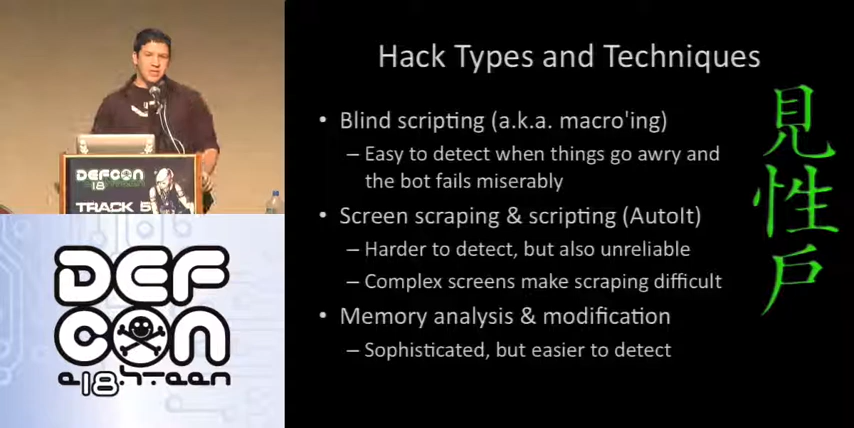 Hack Types and Techniques
• Blind scripting (a.k.a. macro'ing)
– Easy to detect when things go awry and
the bot fails miserably
• Screen scraping & scripting (AutoIt)
– Harder to detect, but also unreliable
– Complex screens make scraping difficult
• Memory analysis & modification
– Sophisticated, but easier to detect
見
性
戶
DEFCON
18
TRACK 5
DEF
CON
e18hteen